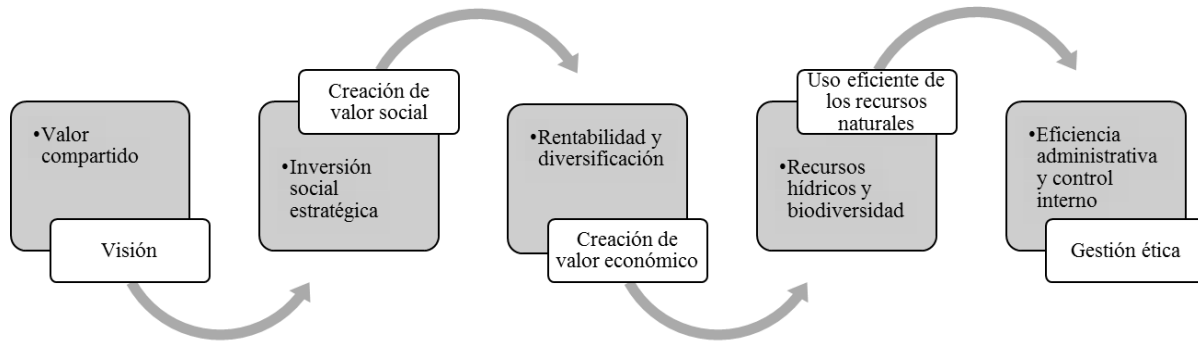 •Valor
compartido
Visión
Creación de
valor social
•Inversión
social
estratégica
•Rentabilidad y
diversificación
Creación de
valor económico
Uso eficiente de
los recursos
naturales
•Recursos
hídricos y
biodiversidad
•Eficiencia
administrativa
y control
interno
Gestión ética